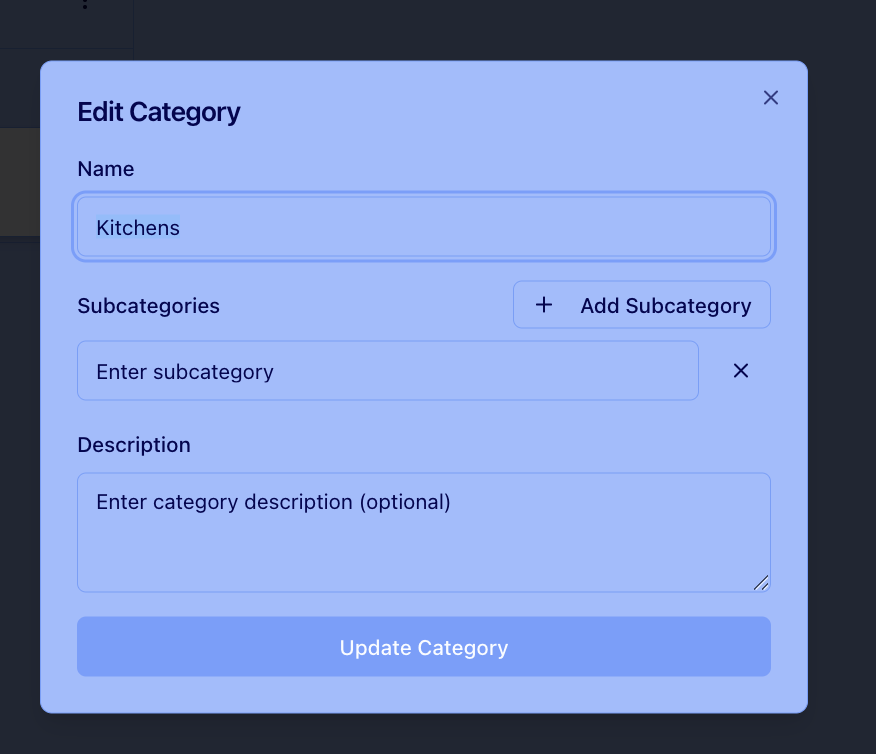 Edit Category
Name
Kitchens
Subcategories
Add Subcategory
Enter subcategory
Description
Enter category description (optional)
Update Category